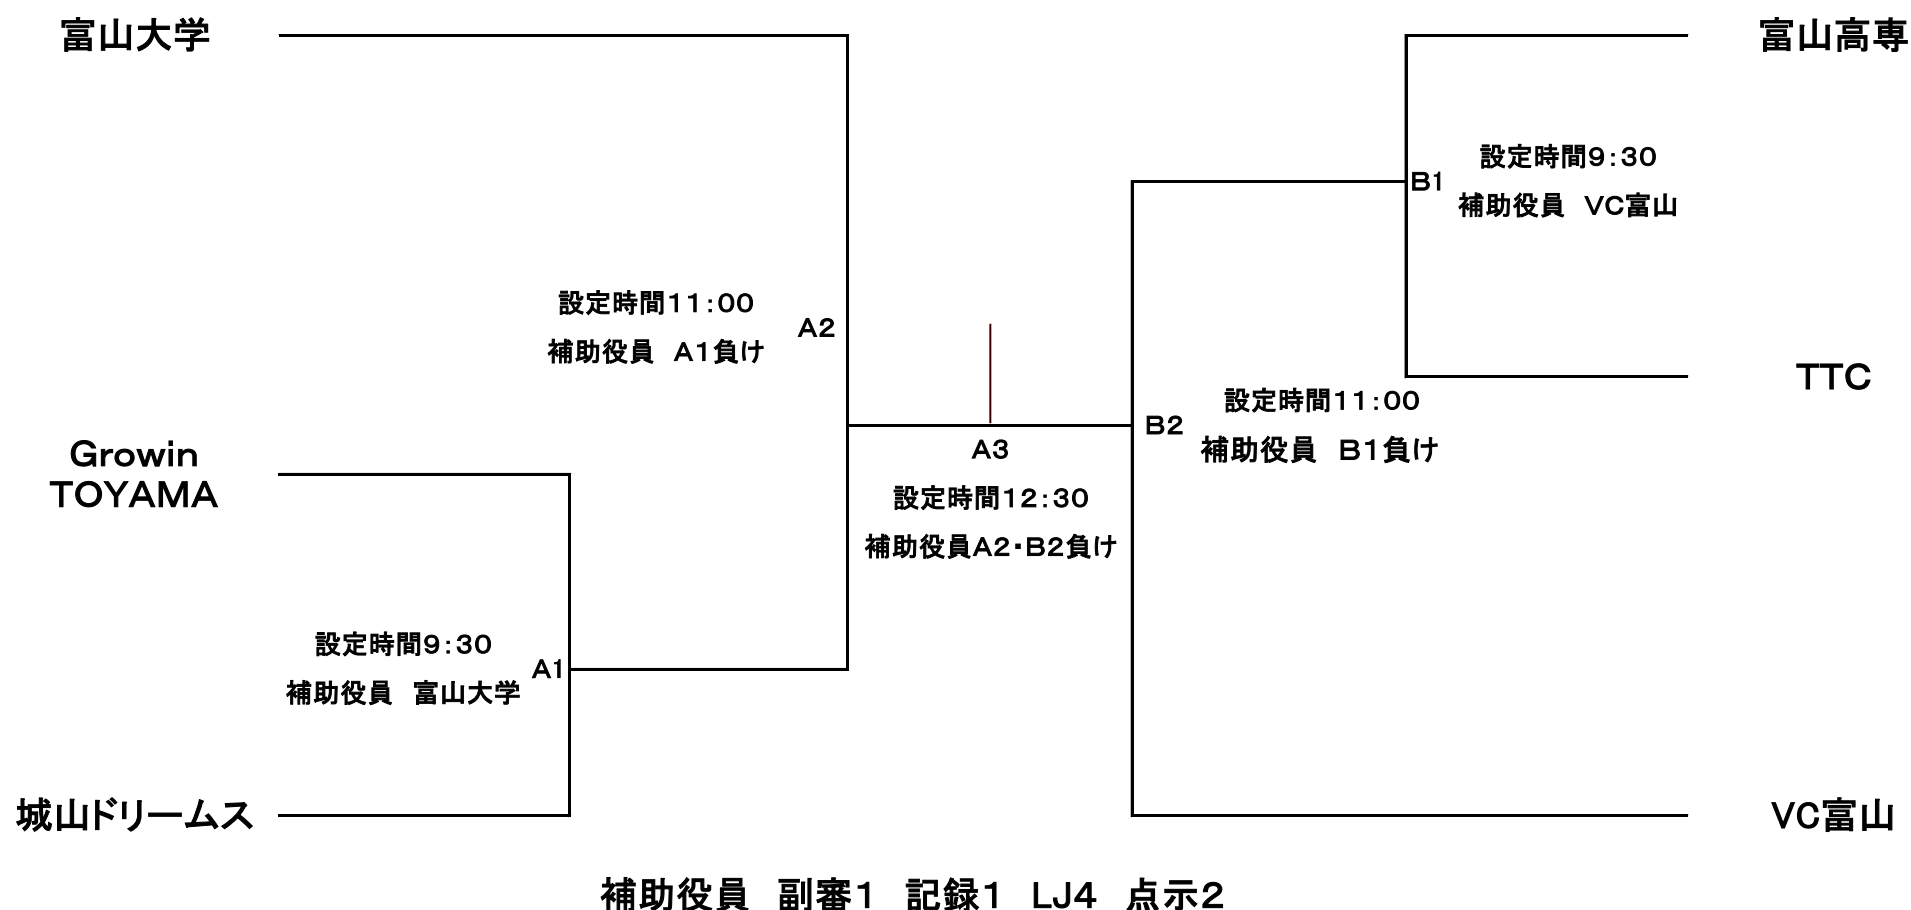 富山大学
富山高専
設定時間9:30
B1
補助役員　VC富山
設定時間11:00
A2
補助役員　A1負け
TTC
設定時間11:00
B2
補助役員　B1負け
A3
Growin
TOYAMA
設定時間12:30
補助役員A2・B2負け
設定時間9:30
A1
補助役員　富山大学
城山ドリームス
VC富山
補助役員　副審1　記録1　LJ4　点示2